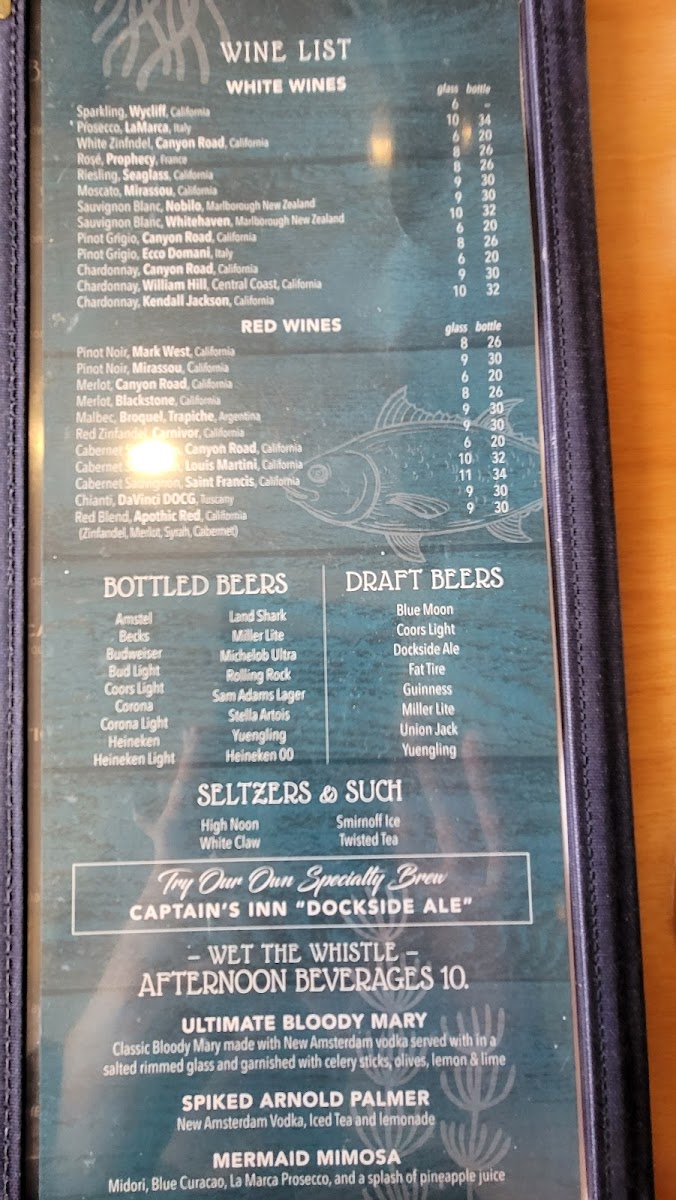 WINE LIST
WHITE WINES
glass bottle
Sparkling, Wycliff, California 6 –
Prosecco, LaMarca, Italy 10 34
White Zinfndel, Canyon Road, California 6 20
Rosé, Prophecy, France 8 26
Riesling, Seaglass, California 8 26
Moscato, Mirassou, California 9 30
Sauvignon Blanc, Nobilo, Marlborough New Zealand 9 30
Sauvignon Blanc, Whitehaven, Marlborough New Zealand 10 32
Pinot Grigio, Canyon Road, California 6 20
Pinot Grigio, Ecco Domani, Italy 8 26
Chardonnay, Canyon Road, California 6 20
Chardonnay, William Hill, Central Coast, California 9 30
Chardonnay, Kendall Jackson, California 10 32
RED WINES
glass bottle
Pinot Noir, Mark West, California 8 26
Pinot Noir, Mirassou, California 9 30
Merlot, Canyon Road, California 6 20
Merlot, Blackstone, California 8 26
Malbec, Broquel, Trapiche, Argentina 9 30
Red Zinfandel, Carnivor, California 9 30
Cabernet Canyon Road, California 6 20
Cabernet Louis Martini, California 10 32
Cabernet Sauvignon, Saint Francis, California 11 34
Chianti, DaVinci DOCG, Tuscany 9 30
Red Blend, Apothic Red, California 9 30
(Zinfandel, Merlot, Syrah, Cabernet)
BOTTLED BEERS
Amstel
Becks
Budweiser
Bud Light
Coors Light
Corona
Corona Light
Heineken
Heineken Light
Land Shark
Miller Lite
Michelob Ultra
Rolling Rock
Sam Adams Lager
Stella Artois
Yuengling
Heineken 00
DRAFT BEERS
Blue Moon
Coors Light
Dockside Ale
Fat Tire
Guinness
Miller Lite
Union Jack
Yuengling
SELTZERS & SUCH
High Noon
White Claw
Smirnoff Ice
Twisted Tea
Try Our Own Specialty Brew
CAPTAIN'S INN "DOCKSIDE ALE"
– WET THE WHISTLE –
AFTERNOON BEVERAGES 10.
ULTIMATE BLOODY MARY
Classic Bloody Mary made with New Amsterdam vodka served with in a
salted rimmed glass and garnished with celery sticks, olives, lemon & lime
SPIKED ARNOLD PALMER
New Amsterdam Vodka, Iced Tea and lemonade
MERMAID MIMOSA
Midori, Blue Curacao, La Marca Prosecco, and a splash of pineapple juice